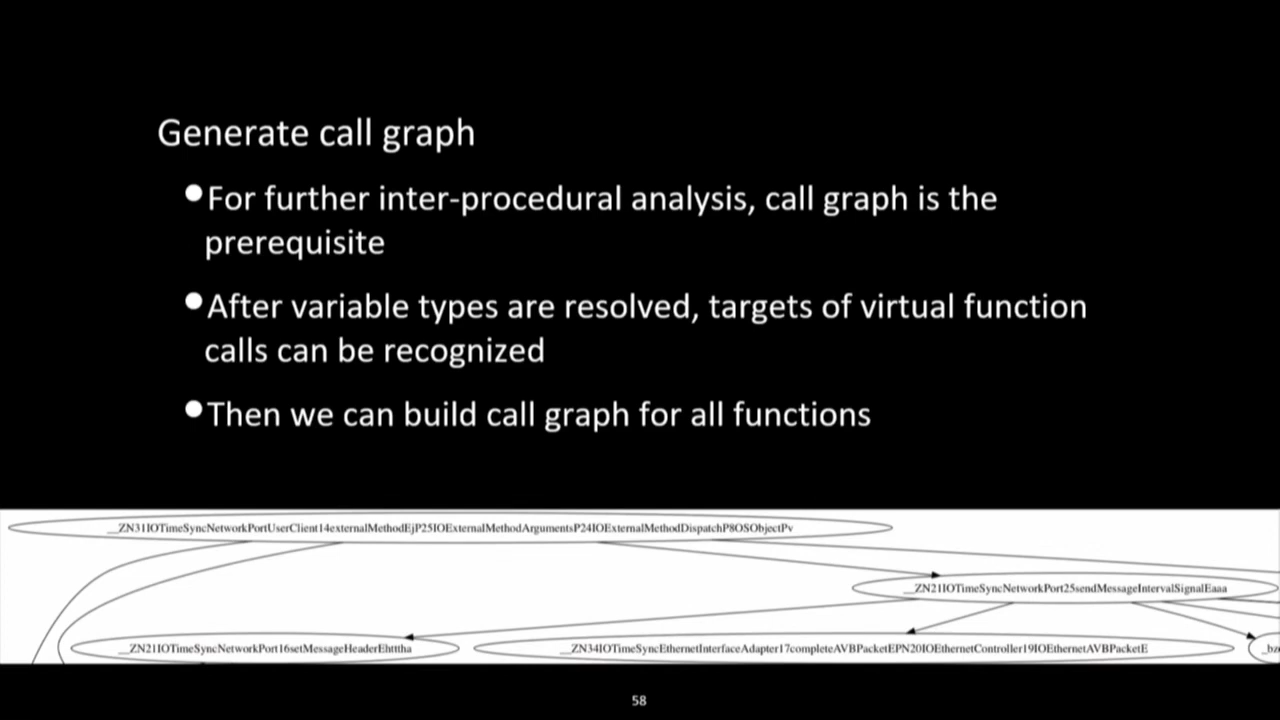 Generate call graph
●For further inter-procedural analysis, call graph is the
prerequisite
●After variable types are resolved, targets of virtual function
calls can be recognized
●Then we can build call graph for all functions
__ZN31IOTimeSyncNetworkPortUserClient14externalMethodEjP25IOExternalMethodArgumentsP24IOExternalMethodDispatchP8OSObjectPv
__ZN21IOTimeSyncNetworkPort25sendMessageIntervalSignalEaaa
__ZN21IOTimeSyncNetworkPort16setMessageHeaderEhtttha
__ZN34IOTimeSyncEthernetInterfaceAdapter17completeAVBPacketEPN20IOEthernetController19IOEthernetAVBPacketE
58